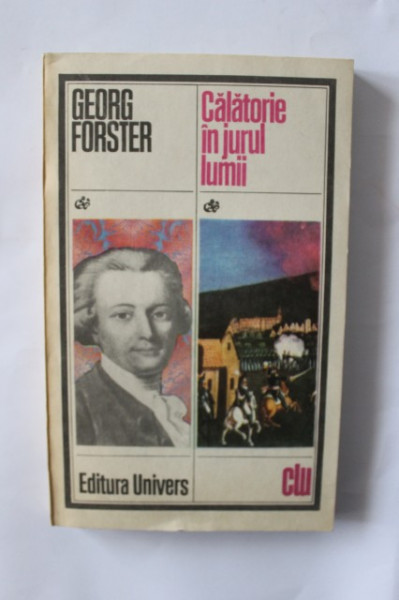 GEORG
FORSTER
Călătorie
în jurul
lumii
Editura Univers
clu